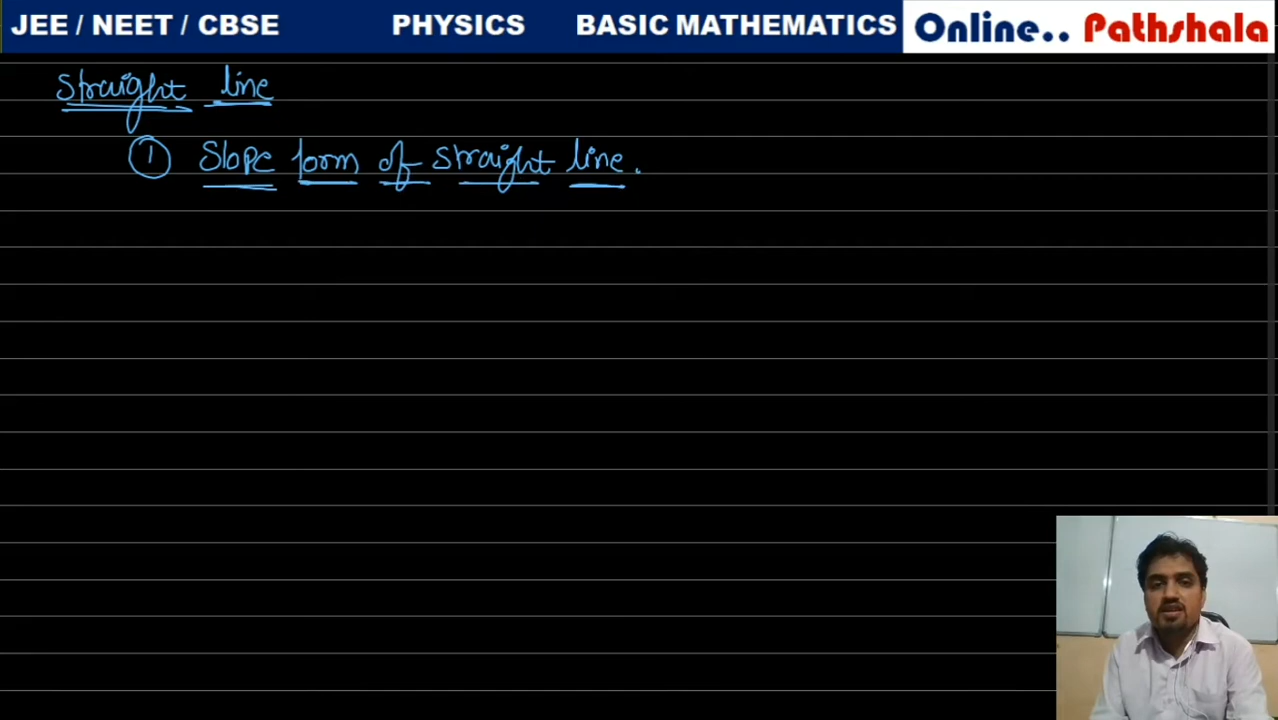 JEE / NEET / CBSE PHYSICS BASIC MATHEMATICS Online.. Pathshala
Straight line
① Slope form of straight line.